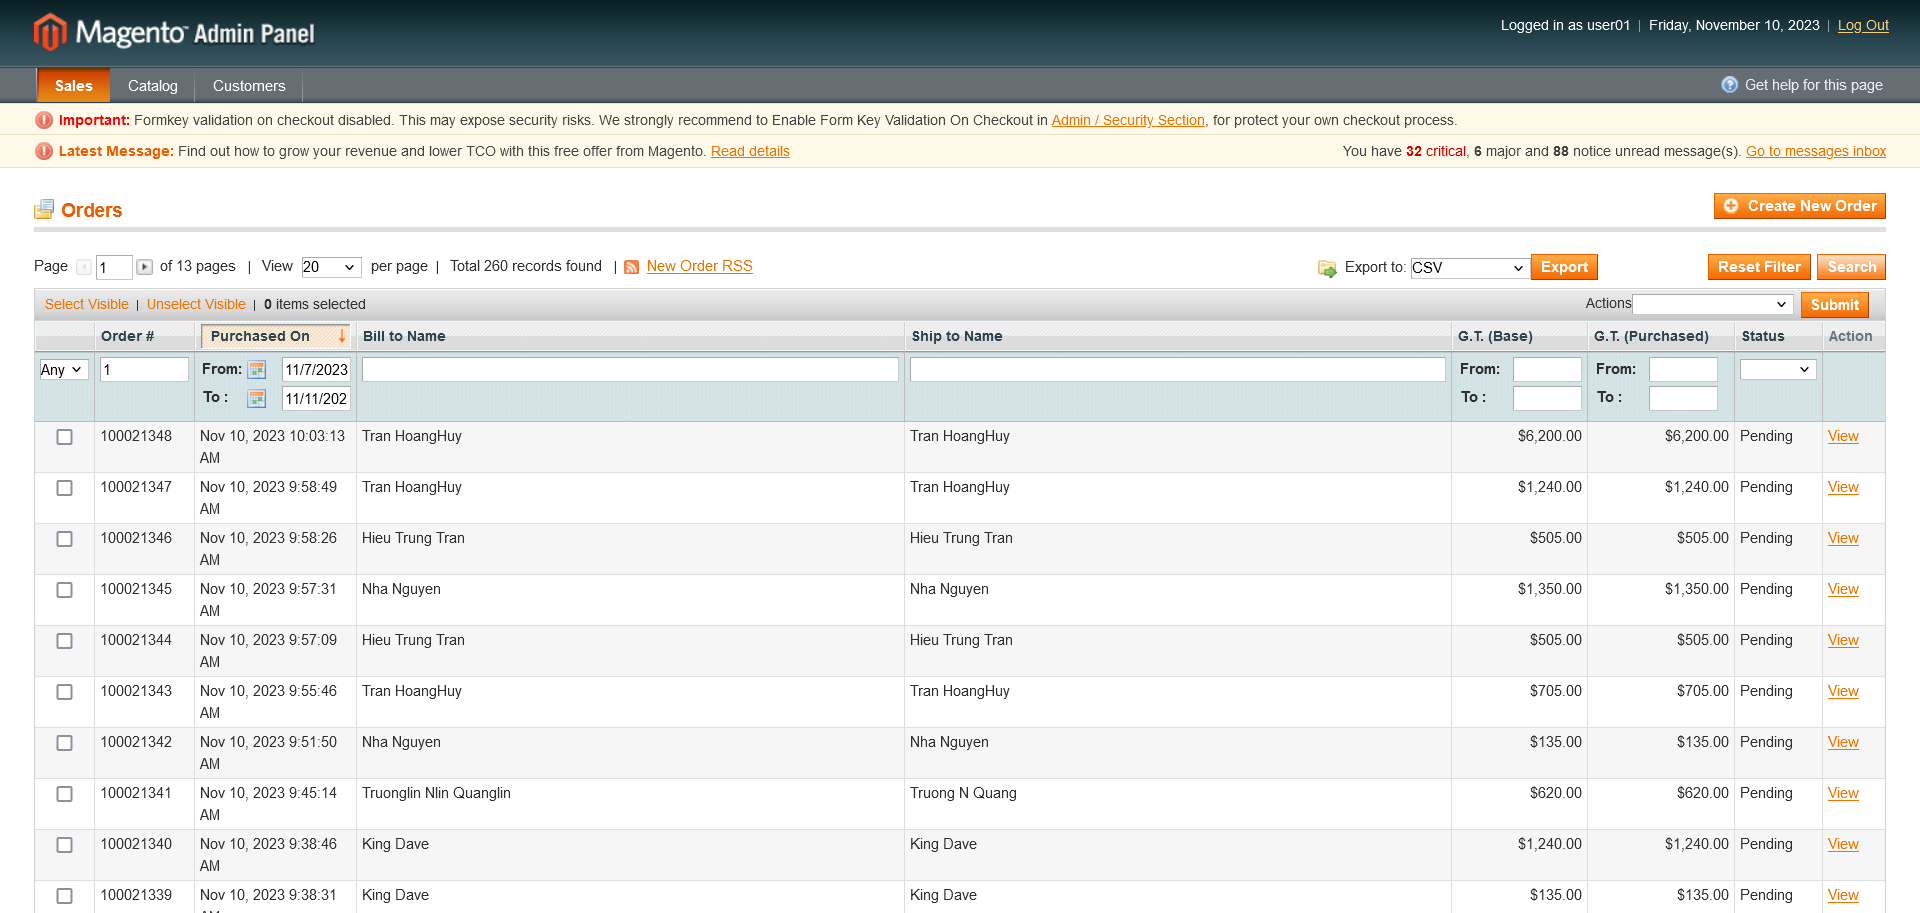 Magento Admin Panel
Logged in as user01 | Friday, November 10, 2023 | Log Out
Sales Catalog Customers Get help for this page
Important: Formkey validation on checkout disabled. This may expose security risks. We strongly recommend to Enable Form Key Validation On Checkout in Admin / Security Section, for protect your own checkout process.
Latest Message: Find out how to grow your revenue and lower TCO with this free offer from Magento. Read details You have 32 critical, 6 major and 88 notice unread message(s). Go to messages inbox
Orders Create New Order
Page 1 of 13 pages | View 20 per page | Total 260 records found | New Order RSS Export to: CSV Export Reset Filter Search
Select Visible | Unselect Visible | 0 items selected Actions Submit
Order # Purchased On Bill to Name Ship to Name G.T. (Base) G.T. (Purchased) Status Action
Any 1 From: 11/7/2023 From: From:
To : 11/11/202 To : To :
100021348 Nov 10, 2023 10:03:13 AM Tran HoangHuy Tran HoangHuy $6,200.00 $6,200.00 Pending View
100021347 Nov 10, 2023 9:58:49 AM Tran HoangHuy Tran HoangHuy $1,240.00 $1,240.00 Pending View
100021346 Nov 10, 2023 9:58:26 AM Hieu Trung Tran Hieu Trung Tran $505.00 $505.00 Pending View
100021345 Nov 10, 2023 9:57:31 AM Nha Nguyen Nha Nguyen $1,350.00 $1,350.00 Pending View
100021344 Nov 10, 2023 9:57:09 AM Hieu Trung Tran Hieu Trung Tran $505.00 $505.00 Pending View
100021343 Nov 10, 2023 9:55:46 AM Tran HoangHuy Tran HoangHuy $705.00 $705.00 Pending View
100021342 Nov 10, 2023 9:51:50 AM Nha Nguyen Nha Nguyen $135.00 $135.00 Pending View
100021341 Nov 10, 2023 9:45:14 AM Truonglin Nlin Quanglin Truong N Quang $620.00 $620.00 Pending View
100021340 Nov 10, 2023 9:38:46 AM King Dave King Dave $1,240.00 $1,240.00 Pending View
100021339 Nov 10, 2023 9:38:31 King Dave King Dave $135.00 $135.00 Pending View